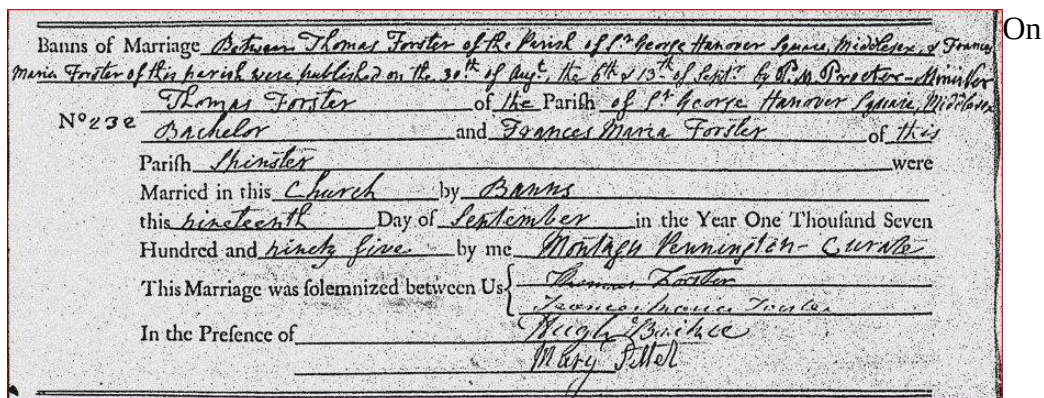 On
Banns of Marriage Between Thomas Forster of the Parish of St George Hanover Square, Middlesex, & Frances
Maria Forster of this parish were published on the 30th of Augt, the 6th & 13th of Septr by P. M. Procter - Minister
Thomas Forster of the Parish of St George Hanover Square, Middlesex
No 232 Bachelor and Frances Maria Forster of this
Parish Spinster were
Married in this Church by Banns
this nineteenth Day of September in the Year One Thousand Seven
Hundred and ninety five by me Montagu Pennington - Curate
This Marriage was solemnized between Us { Thomas Forster
Frances Maria Forster
In the Presence of Hugh
Mary